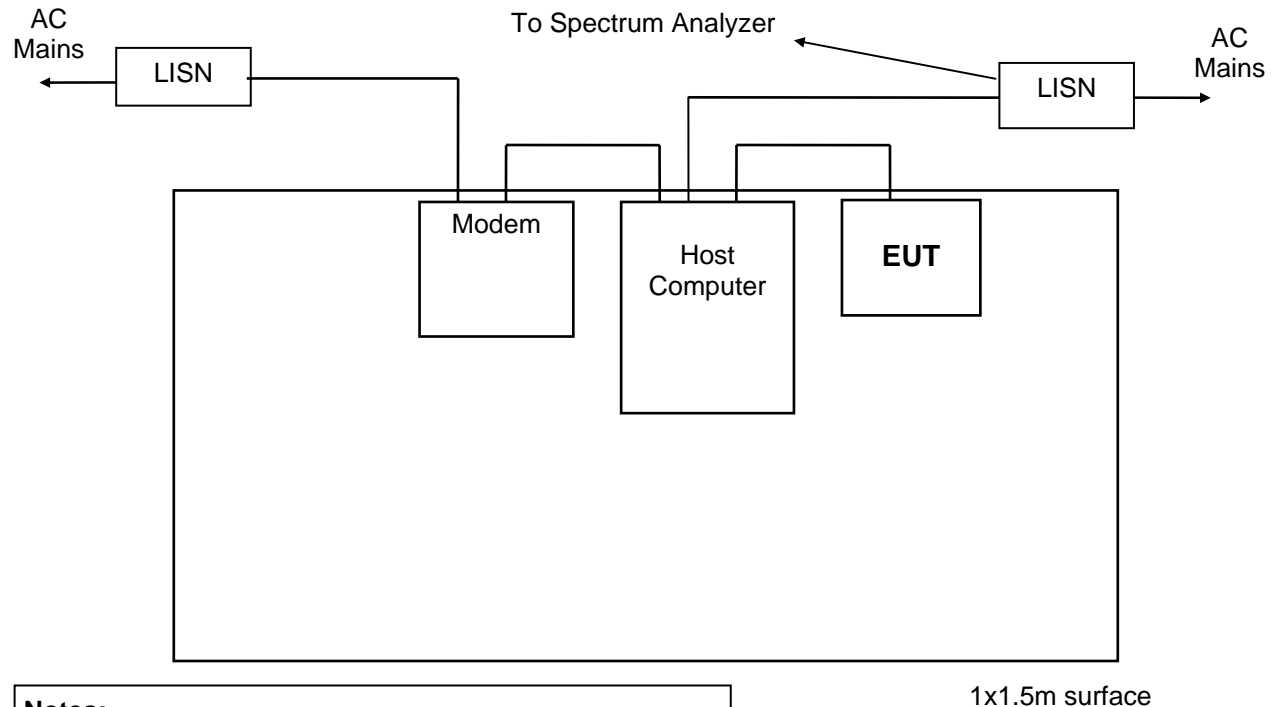 AC
Mains
LISN
To Spectrum Analyzer
LISN
AC
Mains
Modem
Host
Computer
EUT
1x1.5m surface
Notes: